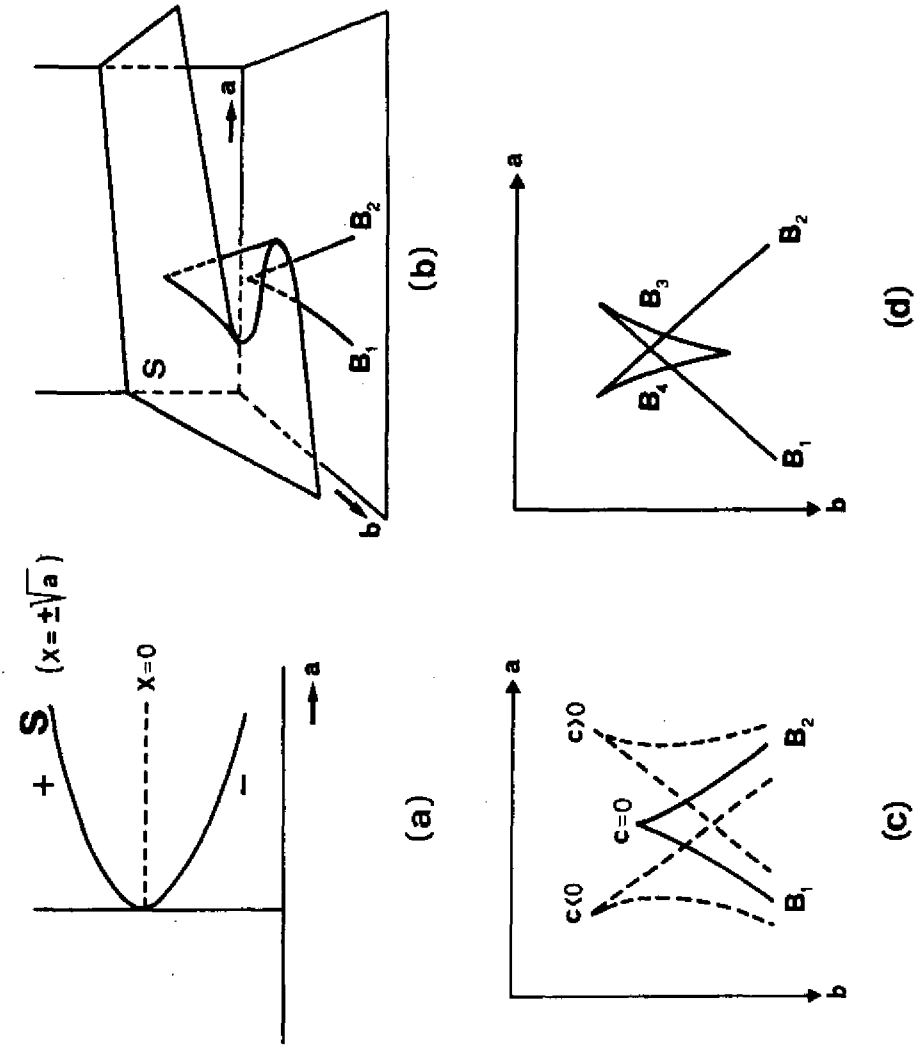 S
(X=±√a)
+
X=0
−
a
(a)
S
a
b
B₁
B₂
(b)
a
c<0
c=0
c>0
B₁
B₂
b
(c)
a
B₃
B₄
B₁
B₂
b
(d)